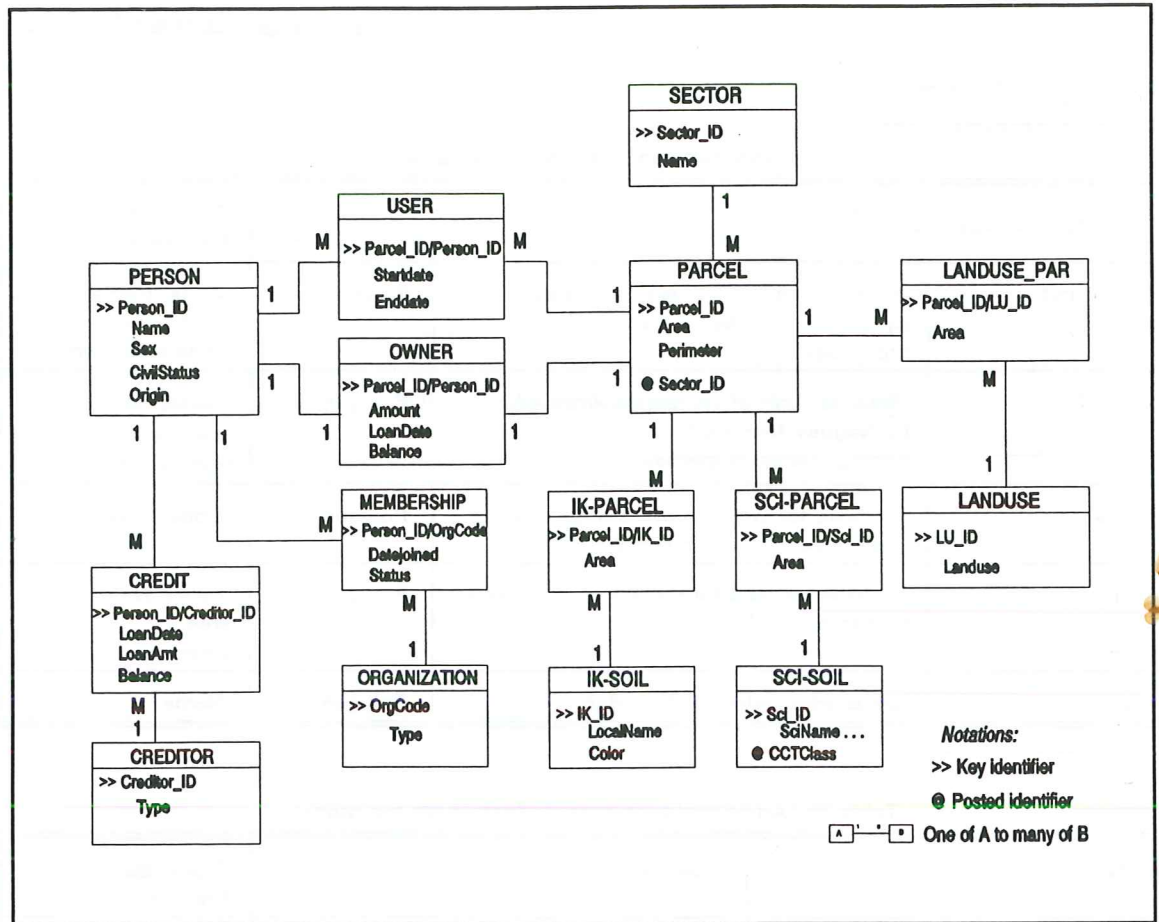 SECTOR
>> Sector_ID
Name
1
M
USER
>> Parcel_ID/Person_ID
Startdate
Enddate
M
M
PERSON
>> Person_ID
Name
Sex
CivilStatus
Origin
1
1
1
1
OWNER
>> Parcel_ID/Person_ID
Amount
LoanDate
Balance
1
1
PARCEL
>> Parcel_ID
Area
Perimeter
@ Sector_ID
1
1
1
1
1
M
LANDUSE_PAR
>> Parcel_ID/LU_ID
Area
M
1
LANDUSE
>> LU_ID
Landuse
MEMBERSHIP
>> Person_ID/OrgCode
Datejoined
Status
M
M
1
ORGANIZATION
>> OrgCode
Type
M
IK-PARCEL
>> Parcel_ID/IK_ID
Area
M
1
IK-SOIL
>> IK_ID
LocalName
Color
M
SCI-PARCEL
>> Parcel_ID/Sci_ID
Area
M
1
SCI-SOIL
>> Sci_ID
SciName...
@ CCTClass
M
CREDIT
>> Person_ID/Creditor_ID
LoanDate
LoanAmt
Balance
M
1
CREDITOR
>> Creditor_ID
Type
Notations:
>> Key identifier
@ Posted identifier
A B One of A to many of B